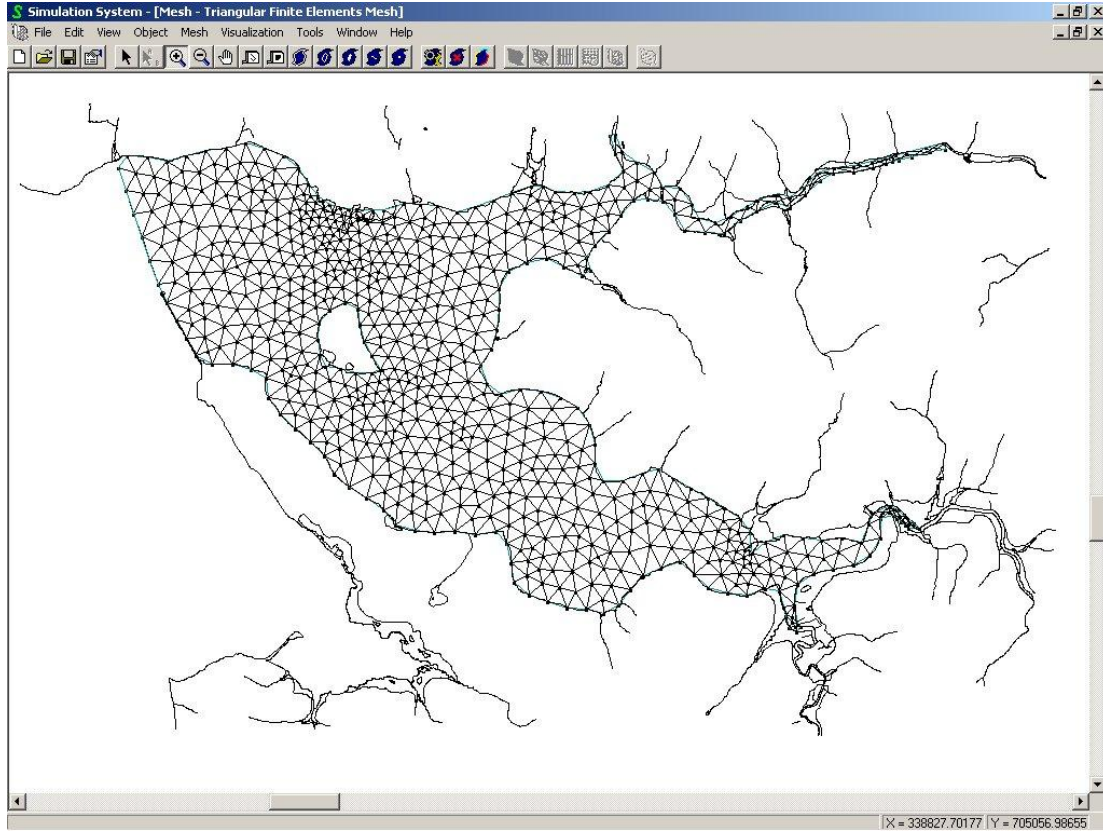 Simulation System - [Mesh - Triangular Finite Elements Mesh]
File Edit View Object Mesh Visualization Tools Window Help
X = 338827.70177 Y = 705056.98655